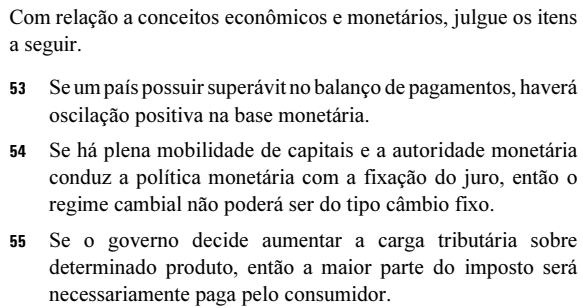 Com relação a conceitos econômicos e monetários, julgue os itens
a seguir.
53 Se um país possuir superávit no balanço de pagamentos, haverá
oscilação positiva na base monetária.
54 Se há plena mobilidade de capitais e a autoridade monetária
conduz a política monetária com a fixação do juro, então o
regime cambial não poderá ser do tipo câmbio fixo.
55 Se o governo decide aumentar a carga tributária sobre
determinado produto, então a maior parte do imposto será
necessariamente paga pelo consumidor.